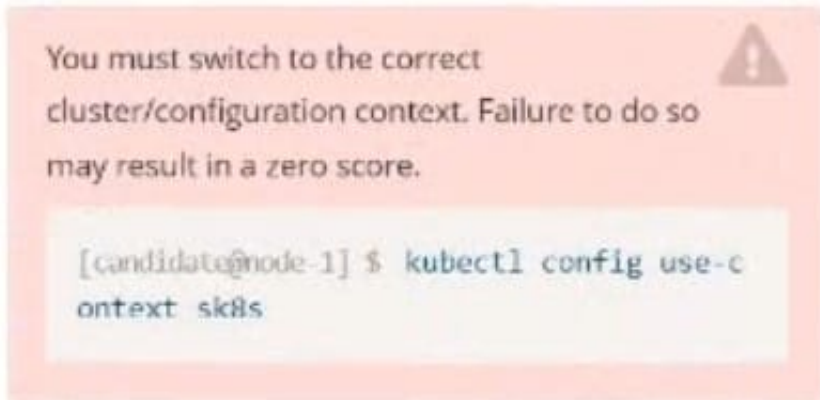 You must switch to the correct
cluster/configuration context. Failure to do so
may result in a zero score.
[candidate@node-1] $ kubectl config use-c
ontext sk8s